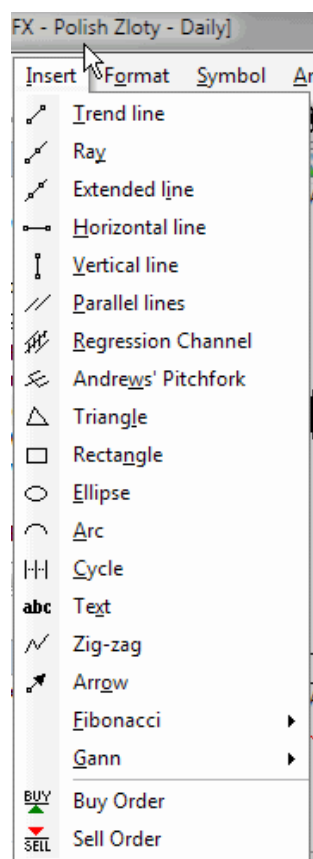 FX - Polish Zloty - Daily]
Insert Format Symbol
Trend line
Ray
Extended line
Horizontal line
Vertical line
Parallel lines
Regression Channel
Andrews' Pitchfork
Triangle
Rectangle
Ellipse
Arc
Cycle
abc Text
Zig-zag
Arrow
Fibonacci
Gann
BUY Buy Order
SELL Sell Order